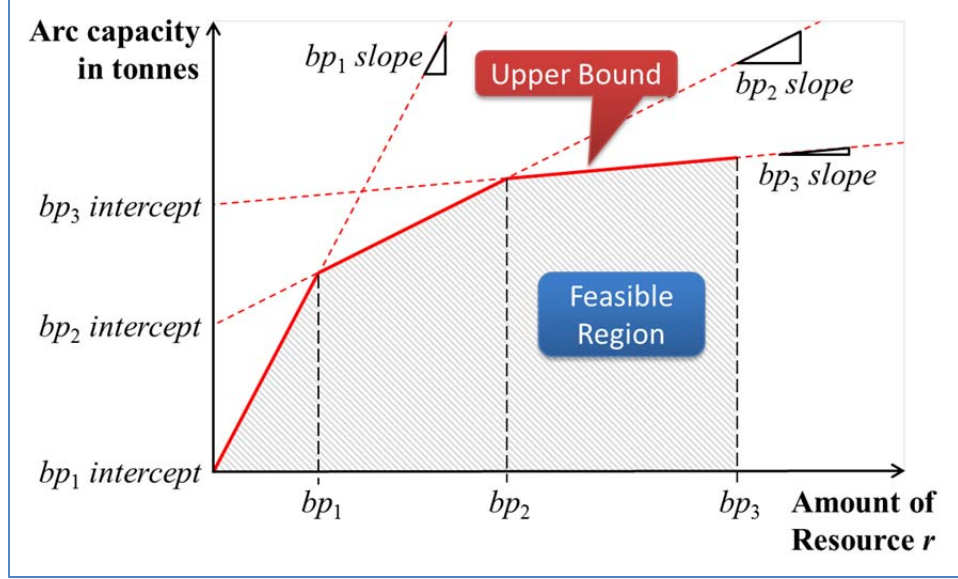 Arc capacity
in tonnes
bp₁ slope
Upper Bound
bp₂ slope
bp₃ slope
bp₃ intercept
Feasible
Region
bp₂ intercept
bp₁ intercept
bp₁
bp₂
bp₃
Amount of
Resource r